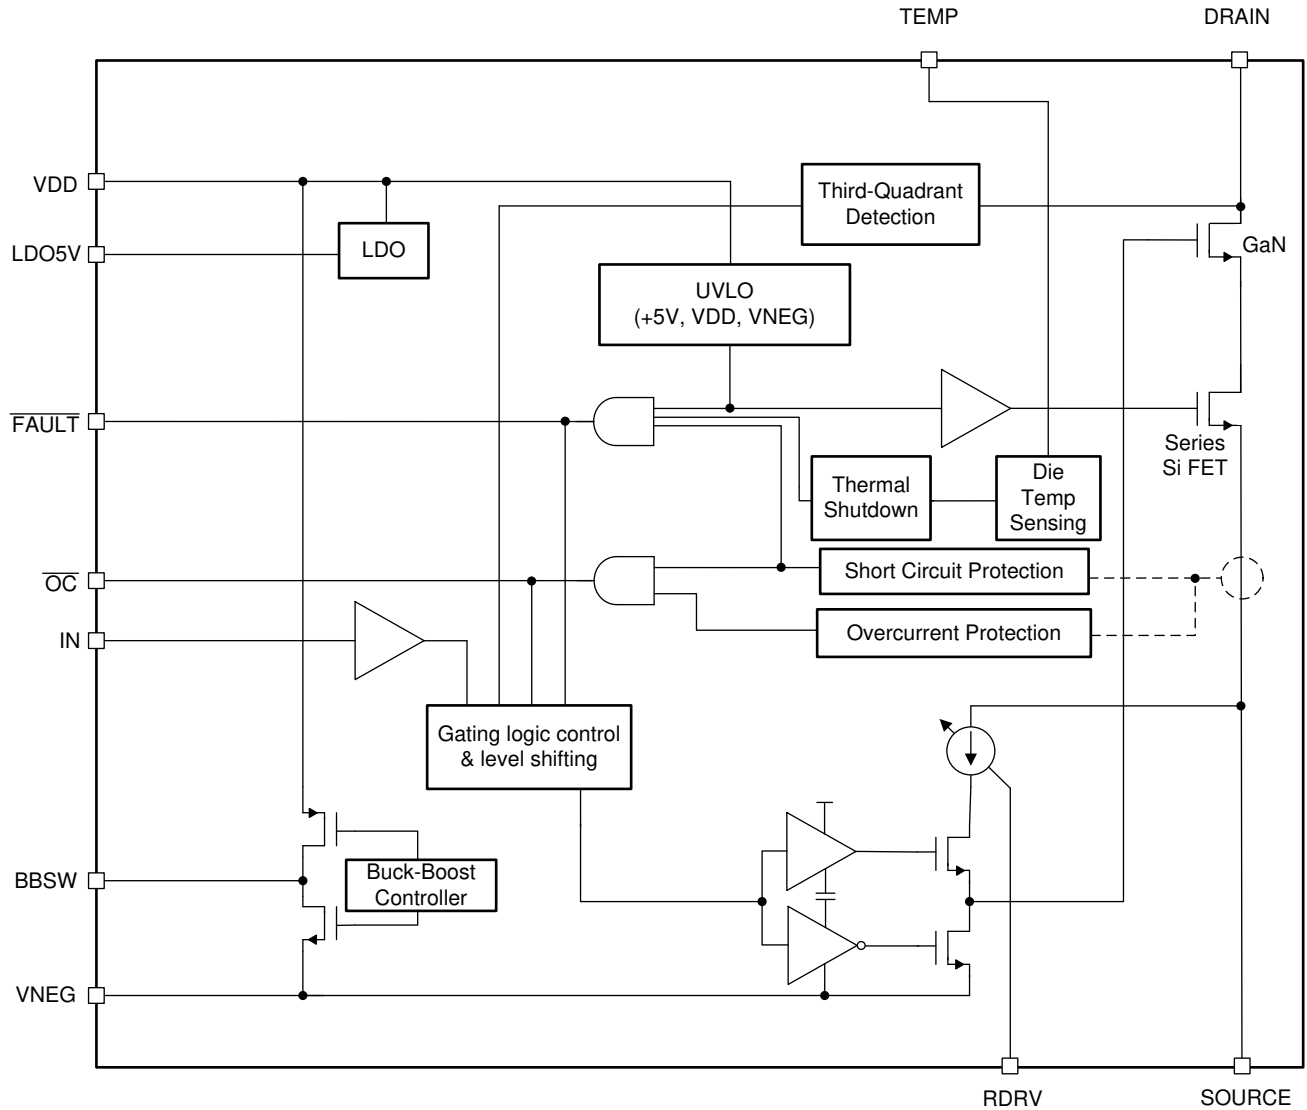 TEMP
DRAIN
VDD
Third-Quadrant
Detection
LDO5V
LDO
GaN
UVLO
(+5V, VDD, VNEG)
FAULT
Series
Si FET
Thermal
Shutdown
Die
Temp
Sensing
OC
Short Circuit Protection
IN
Overcurrent Protection
Gating logic control
& level shifting
BBSW
Buck-Boost
Controller
VNEG
RDRV
SOURCE